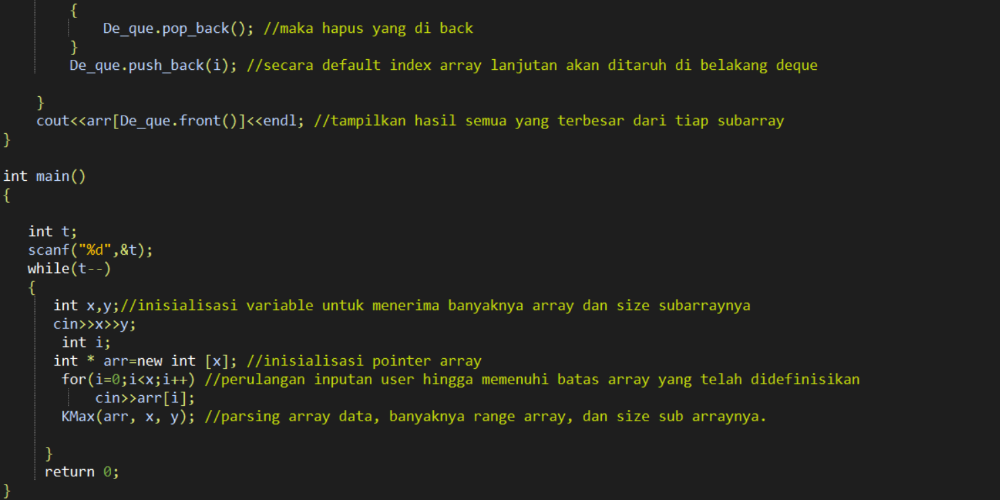 {
De_que.pop_back(); //maka hapus yang di back
}
De_que.push_back(i); //secara default index array lanjutan akan ditaruh di belakang deque
}
cout<<arr[De_que.front()]<<endl; //tampilkan hasil semua yang terbesar dari tiap subarray
}
int main()
{
int t;
scanf("%d",&t);
while(t--)
{
int x,y;//inisialisasi variable untuk menerima banyaknya array dan size subarraynya
cin>>x>>y;
int i;
int * arr=new int [x]; //inisialisasi pointer array
for(i=0;i<x;i++) //perulangan inputan user hingga memenuhi batas array yang telah didefinisikan
cin>>arr[i];
KMax(arr, x, y); //parsing array data, banyaknya range array, dan size sub arraynya.
}
return 0;
}